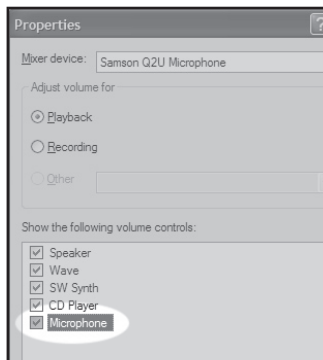 Properties
?
Mixer device: Samson Q2U Microphone
Adjust volume for
Playback
Recording
Other
Show the following volume controls:
Speaker
Wave
SW Synth
CD Player
Microphone